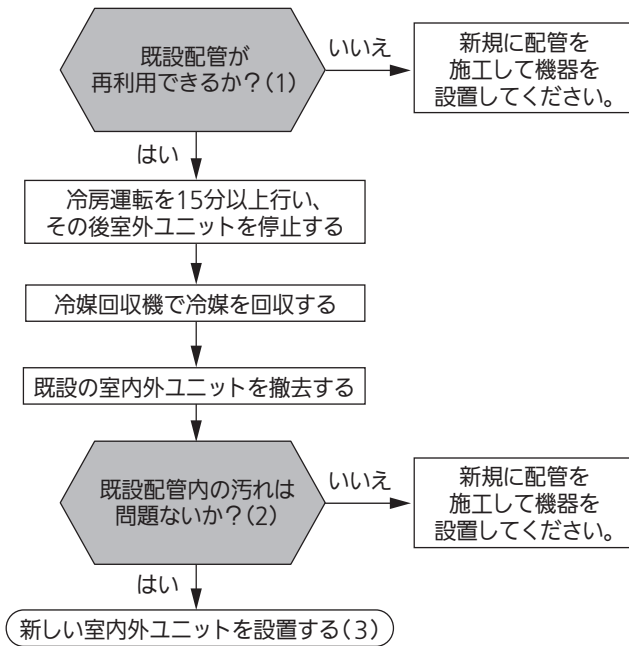 既設配管が
再利用できるか？(1)
いいえ
新規に配管を
施工して機器を
設置してください。
はい
冷房運転を15分以上行い、
その後室外ユニットを停止する
冷媒回収機で冷媒を回収する
既設の室内外ユニットを撤去する
既設配管内の汚れは
問題ないか？(2)
いいえ
新規に配管を
施工して機器を
設置してください。
はい
新しい室内外ユニットを設置する(3)